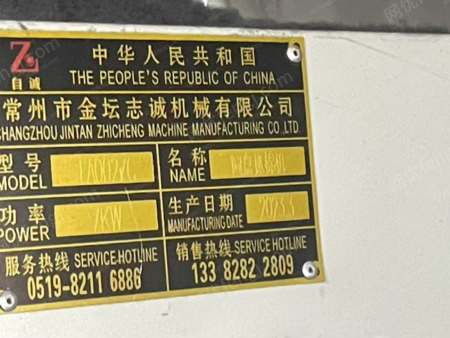 自诚
中华人民共和国
THE PEOPLE'S REPUBLIC OF CHINA
常州市金坛志诚机械有限公司
CHANGZHOU JINTAN ZHICHENG MACHINE MANUFACTURING CO.,LTD
型号 MODEL
名称 NAME
功率 POWER 7KW
生产日期 MANUFACTURING DATE 2023.5
服务热线 SERVICE HOTLINE
0519-8211 6886
销售热线 SERVICE HOTLINE
133 8282 2809